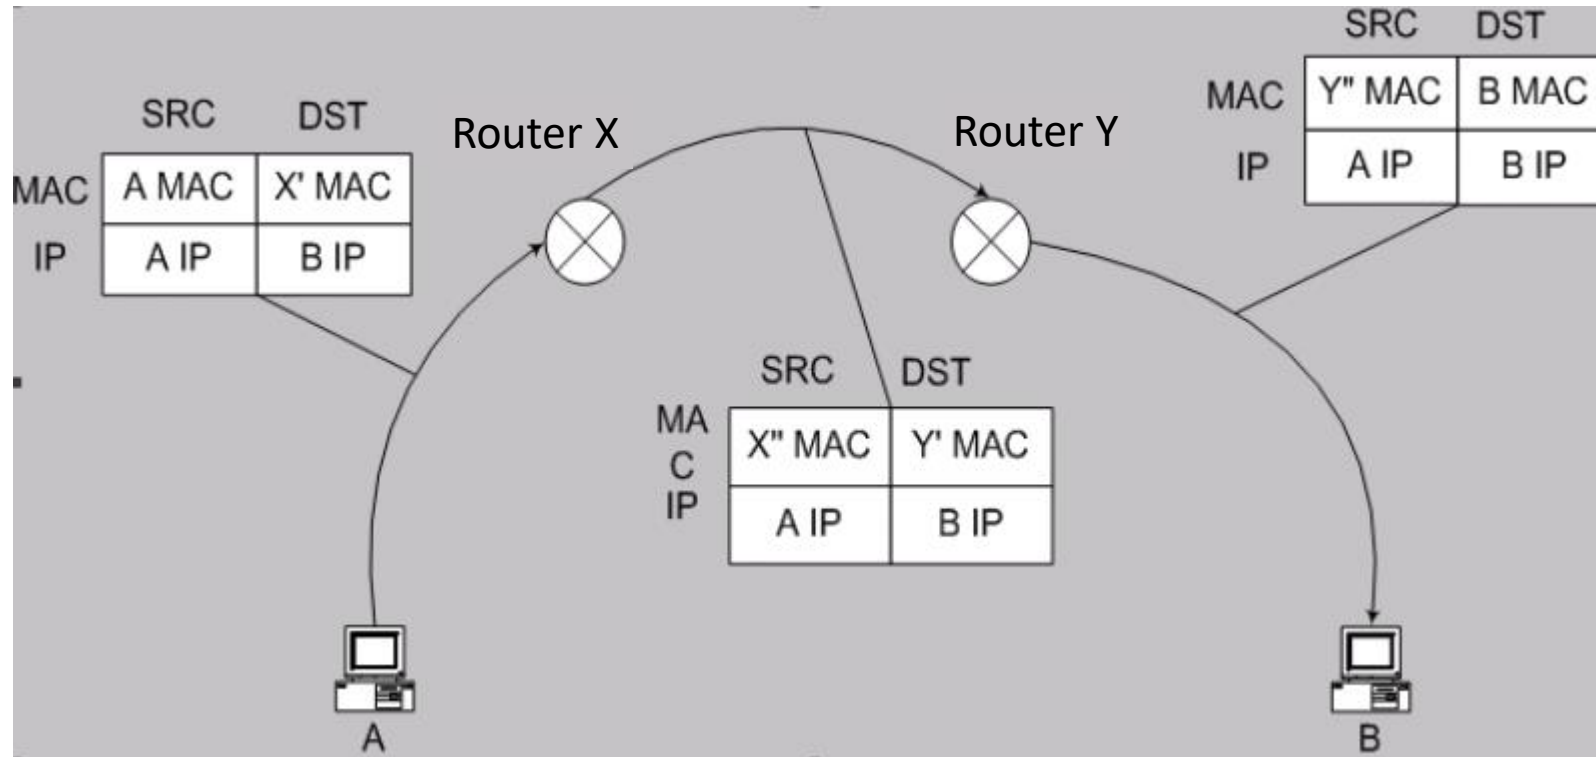 SRC DST
MAC A MAC X' MAC
IP A IP B IP
Router X
Router Y
SRC DST
MAC Y" MAC B MAC
IP A IP B IP
SRC DST
MA
C
X" MAC Y' MAC
IP
A IP B IP
A
B